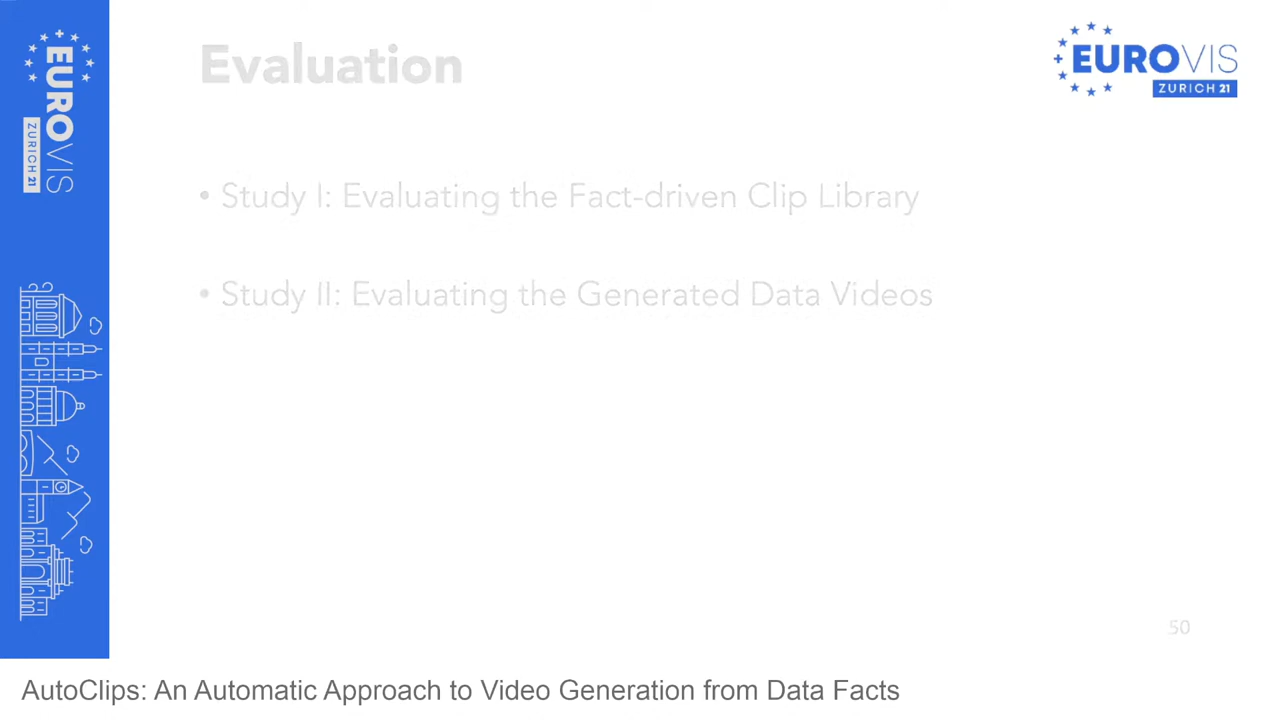 EUROVIS
ZURICH 21
Evaluation
EUROVIS
ZURICH 21
• Study I: Evaluating the Fact-driven Clip Library
• Study II: Evaluating the Generated Data Videos
50
AutoClips: An Automatic Approach to Video Generation from Data Facts